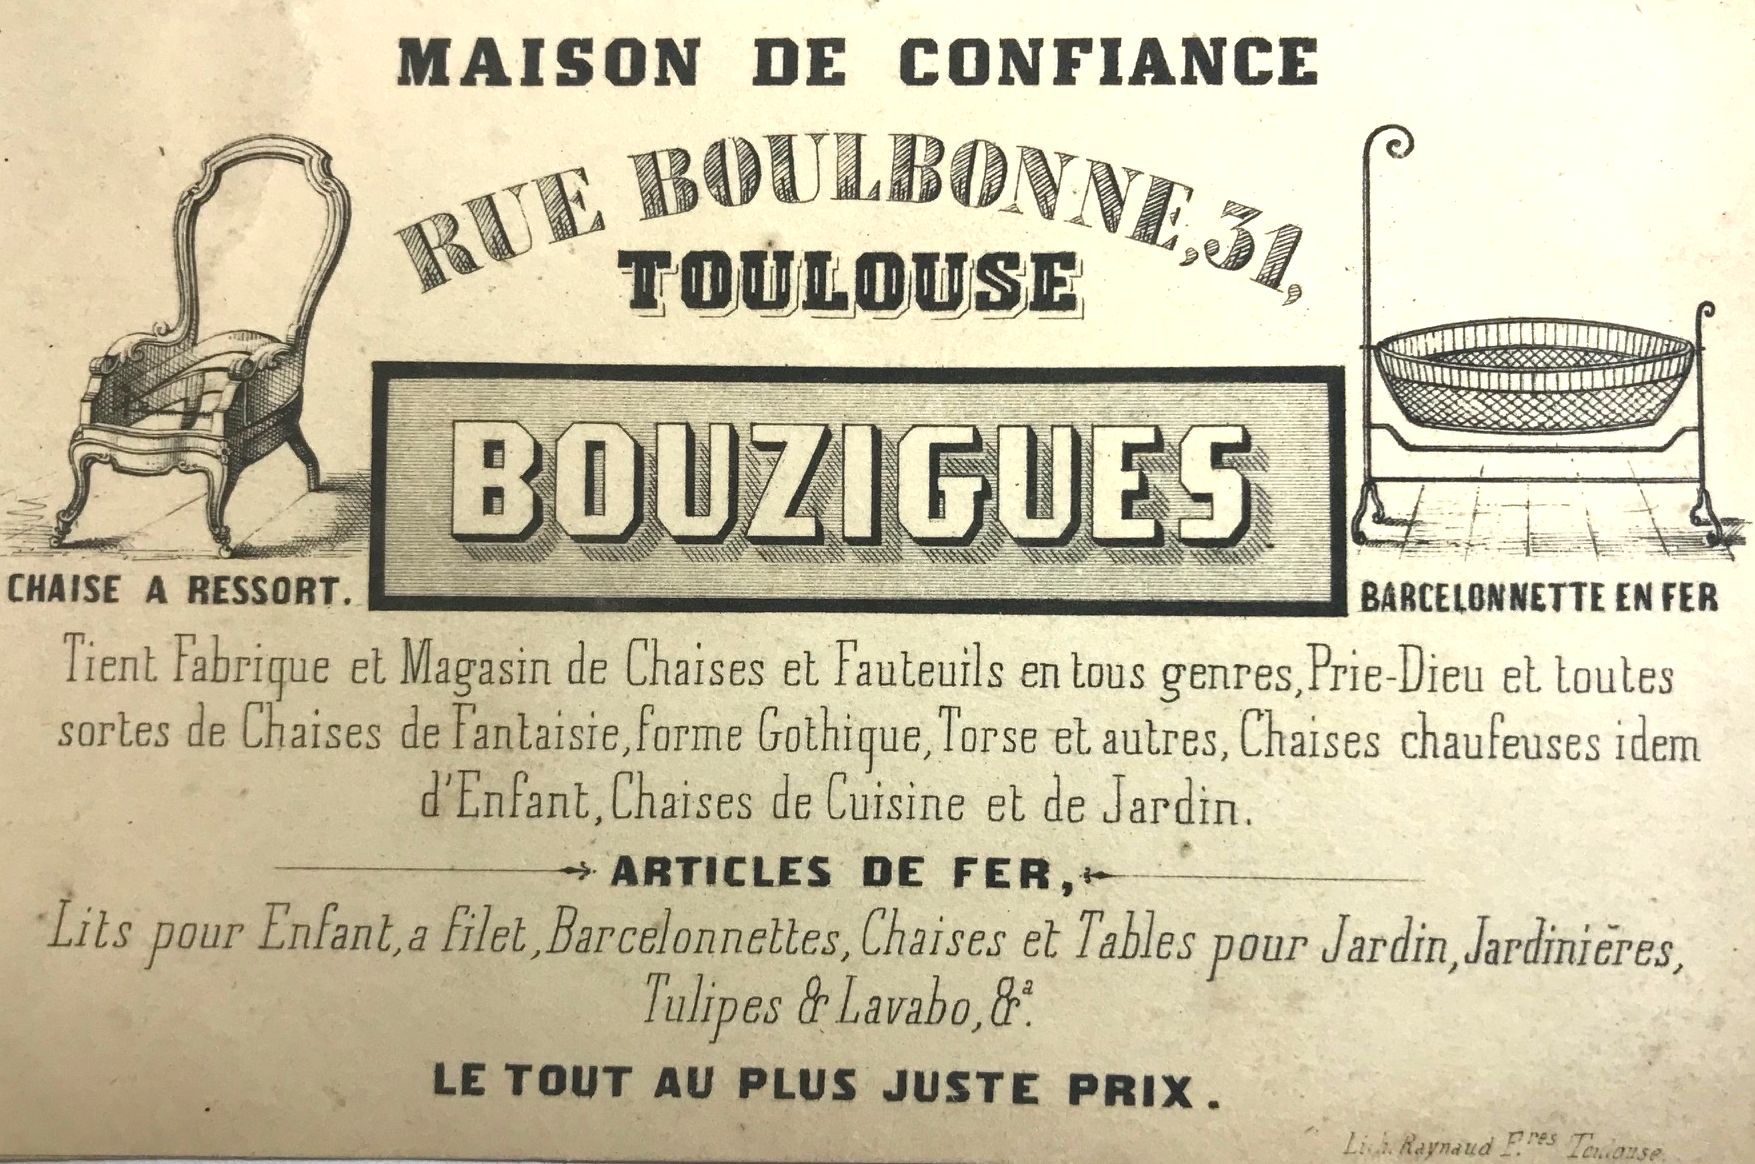 MAISON DE CONFIANCE
RUE BOULBONNE, 31,
TOULOUSE
BOUZIGUES
CHAISE A RESSORT.
BARCELONNETTE EN FER
Tient Fabrique et Magasin de Chaises et Fauteuils en tous genres, Prie-Dieu et toutes
sortes de Chaises de Fantaisie, forme Gothique, Torse et autres, Chaises chaufeuses idem
d'Enfant, Chaises de Cuisine et de Jardin.
ARTICLES DE FER,
Lits pour Enfant, a filet, Barcelonnettes, Chaises et Tables pour Jardin, Jardinières,
Tulipes & Lavabo, &ª.
LE TOUT AU PLUS JUSTE PRIX.
Lith. Raynaud F.res Toulouse.